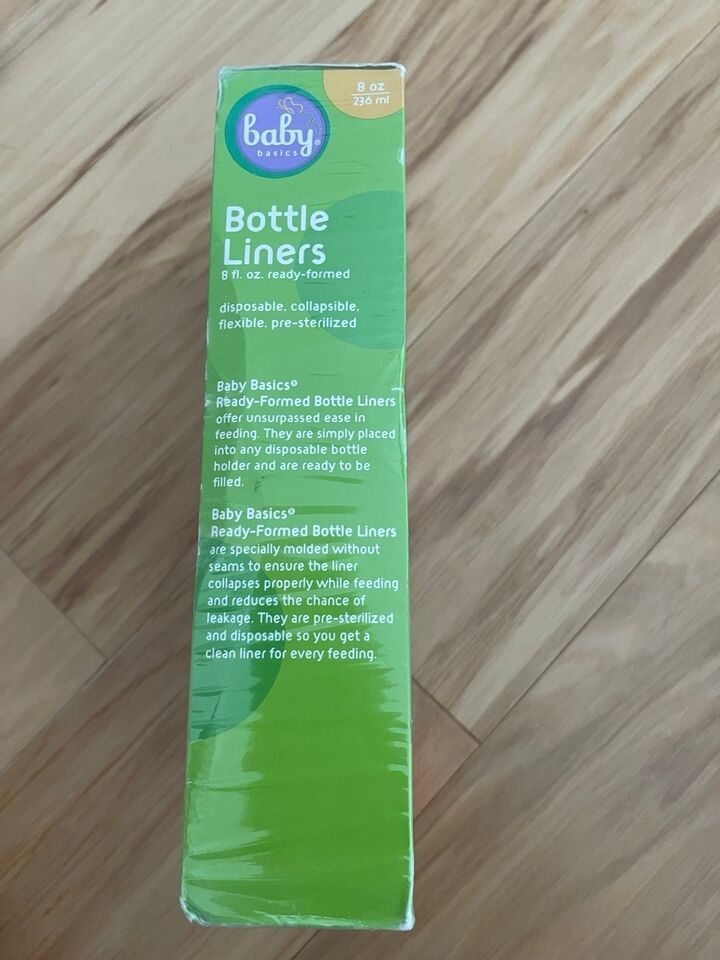 8 oz
236 ml
baby®
basics
Bottle
Liners
8 fl. oz. ready-formed
disposable, collapsible,
flexible, pre-sterilized
Baby Basics®
Ready-Formed Bottle Liners
offer unsurpassed ease in
feeding. They are simply placed
into any disposable bottle
holder and are ready to be
filled.
Baby Basics®
Ready-Formed Bottle Liners
are specially molded without
seams to ensure the liner
collapses properly while feeding
and reduces the chance of
leakage. They are pre-sterilized
and disposable so you get a
clean liner for every feeding.